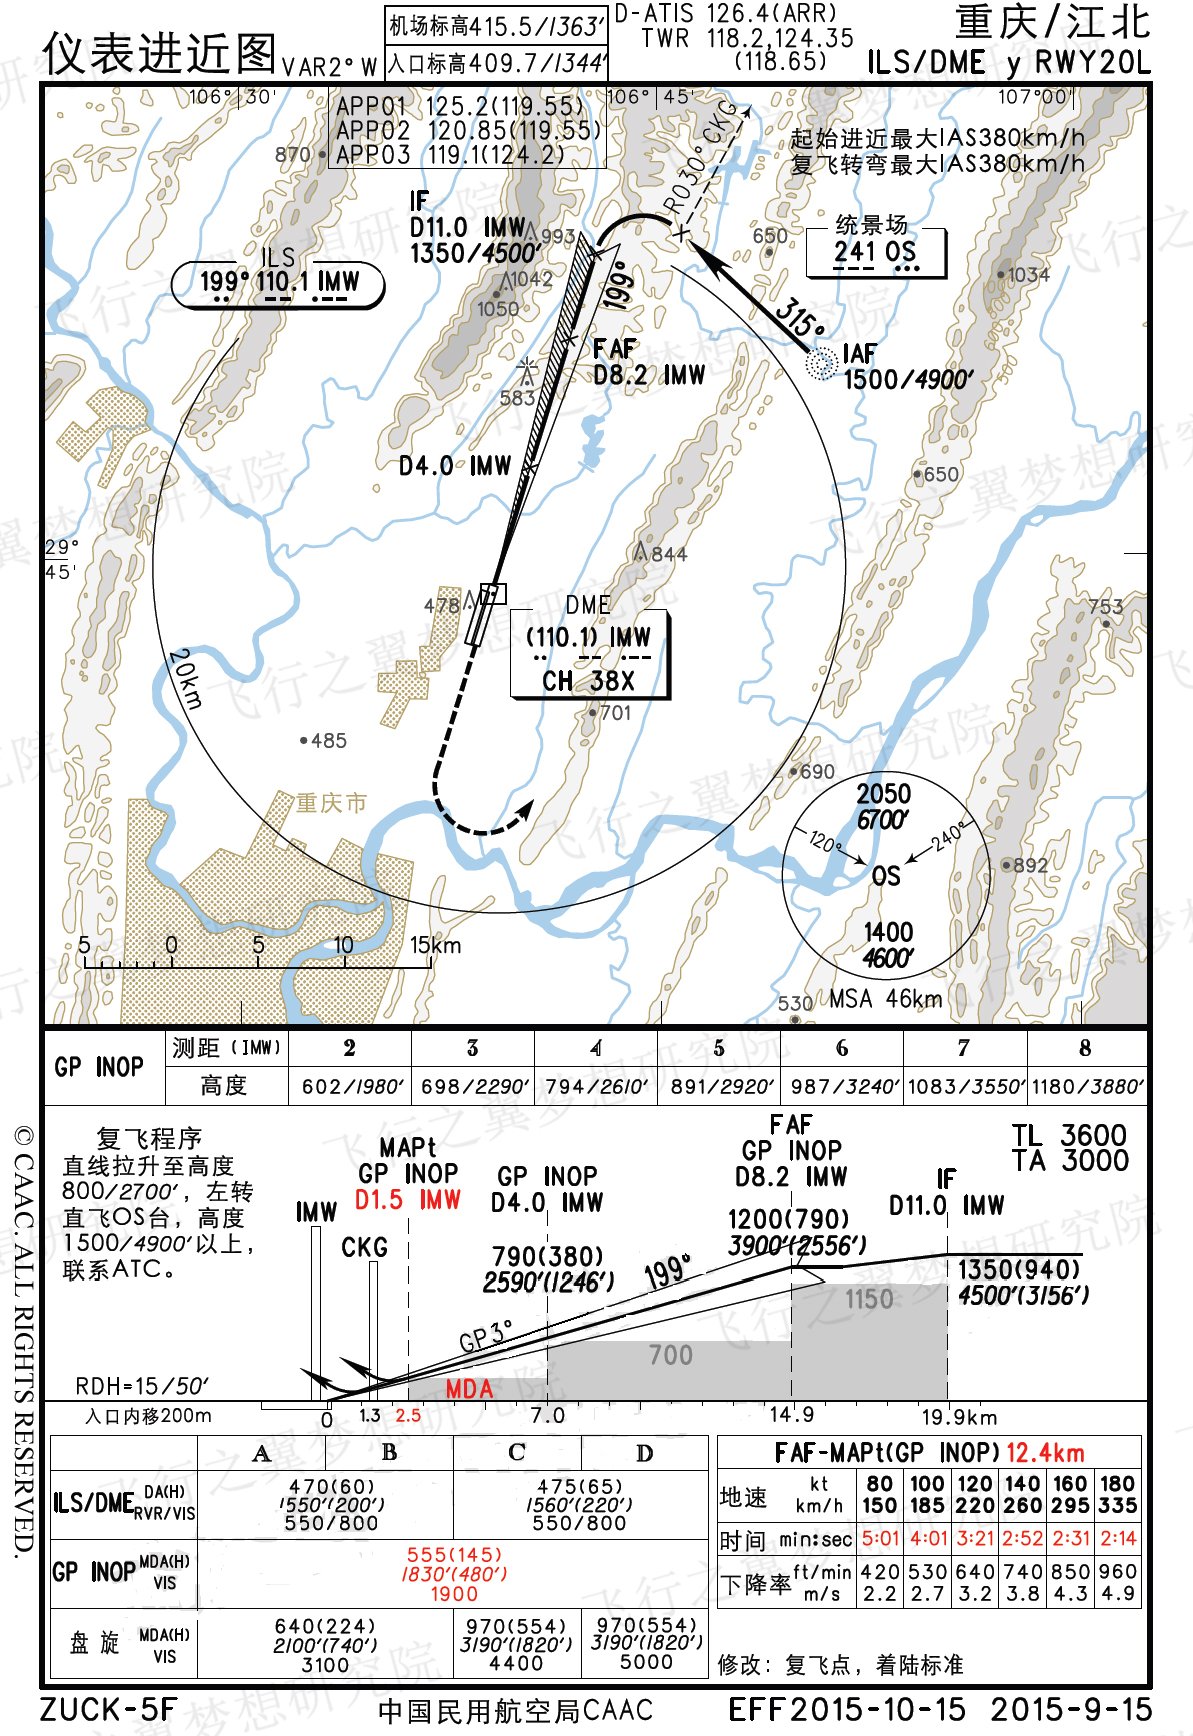 仪表进近图 VAR2° W
机场标高415.5/1363′
入口标高409.7/1344′
D-ATIS 126.4(ARR)
TWR 118.2,124.35
(118.65)
重庆/江北
ILS/DME y RWY20L
106° 30'
106° 45'
107°00'
APP01 125.2(119.55)
APP02 120.85(119.55)
APP03 119.1(124.2)
起始进近最大IAS380km/h
复飞转弯最大IAS380km/h
870
R030° CKG
IF
D11.0 IMW
1350/4500′
993
650
统景场
241 OS
ILS
199° 110.1 IMW
1042
1050
199°
1034
315°
FAF
D8.2 IMW
IAF
1500/4900′
583
D4.0 IMW
650
29°
45'
844
478
DME
(110.1) IMW
CH 38X
753
20km
701
485
690
重庆市
2050
6700′
120°
240°
OS
892
1400
4600′
5 0 5 10 15km
MSA 46km
530
GP INOP
测距 (IMW) 2 3 4 5 6 7 8
高度 602/1980′ 698/2290′ 794/2610′ 891/2920′ 987/3240′ 1083/3550′ 1180/3880′
复飞程序
直线拉升至高度
800/2700′, 左转
直飞OS台, 高度
1500/4900′以上,
联系ATC。
TL 3600
TA 3000
IMW
CKG
MAPt
GP INOP
D1.5 IMW
GP INOP
D4.0 IMW
790(380)
2590′(1246′)
FAF
GP INOP
D8.2 IMW
1200(790)
3900′(2556′)
IF
D11.0 IMW
1350(940)
4500′(3156′)
199°
GP3°
1150
700
MDA
RDH=15/50′
入口内移200m
0 1.3 2.5 7.0 14.9 19.9km
A B C D
ILS/DME DA(H)
RVR/VIS
470(60)
1550′(200′)
550/800
475(65)
1560′(220′)
550/800
GP INOP MDA(H)
VIS
555(145)
1830′(480′)
1900
盘旋 MDA(H)
VIS
640(224)
2100′(740′)
3100
970(554)
3190′(1820′)
4400
970(554)
3190′(1820′)
5000
FAF-MAPt(GP INOP) 12.4km
地速 kt 80 100 120 140 160 180
km/h 150 185 220 260 295 335
时间 min:sec 5:01 4:01 3:21 2:52 2:31 2:14
下降率 ft/min 420 530 640 740 850 960
m/s 2.2 2.7 3.2 3.8 4.3 4.9
修改: 复飞点, 着陆标准
© CAAC. ALL RIGHTS RESERVED.
ZUCK-5F
中国民用航空局CAAC
EFF2015-10-15 2015-9-15
飞行之翼梦想研究院